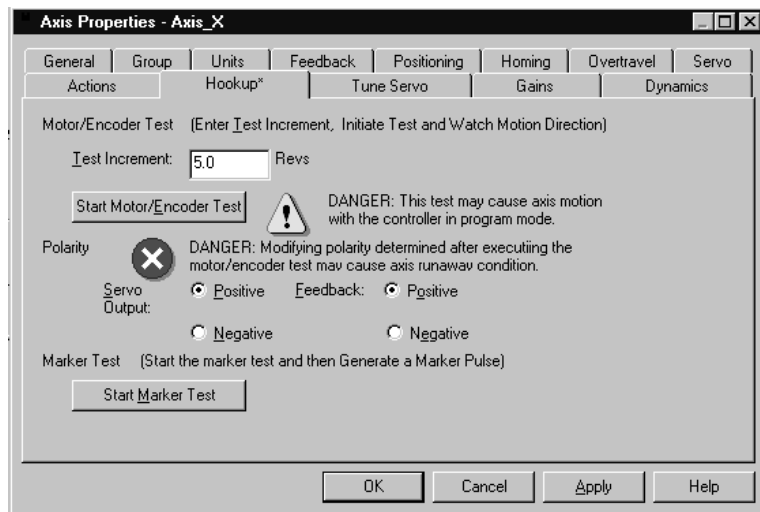 Axis Properties - Axis_X
General Group Units Feedback Positioning Homing Overtravel Servo
Actions Hookup* Tune Servo Gains Dynamics
Motor/Encoder Test (Enter Test Increment, Initiate Test and Watch Motion Direction)
Test Increment: 5.0 Revs
Start Motor/Encoder Test
DANGER: This test may cause axis motion
with the controller in program mode.
Polarity
DANGER: Modifying polarity determined after executiing the
motor/encoder test may cause axis runaway condition.
Servo Output: Positive Feedback: Positive
Negative Negative
Marker Test (Start the marker test and then Generate a Marker Pulse)
Start Marker Test
OK Cancel Apply Help